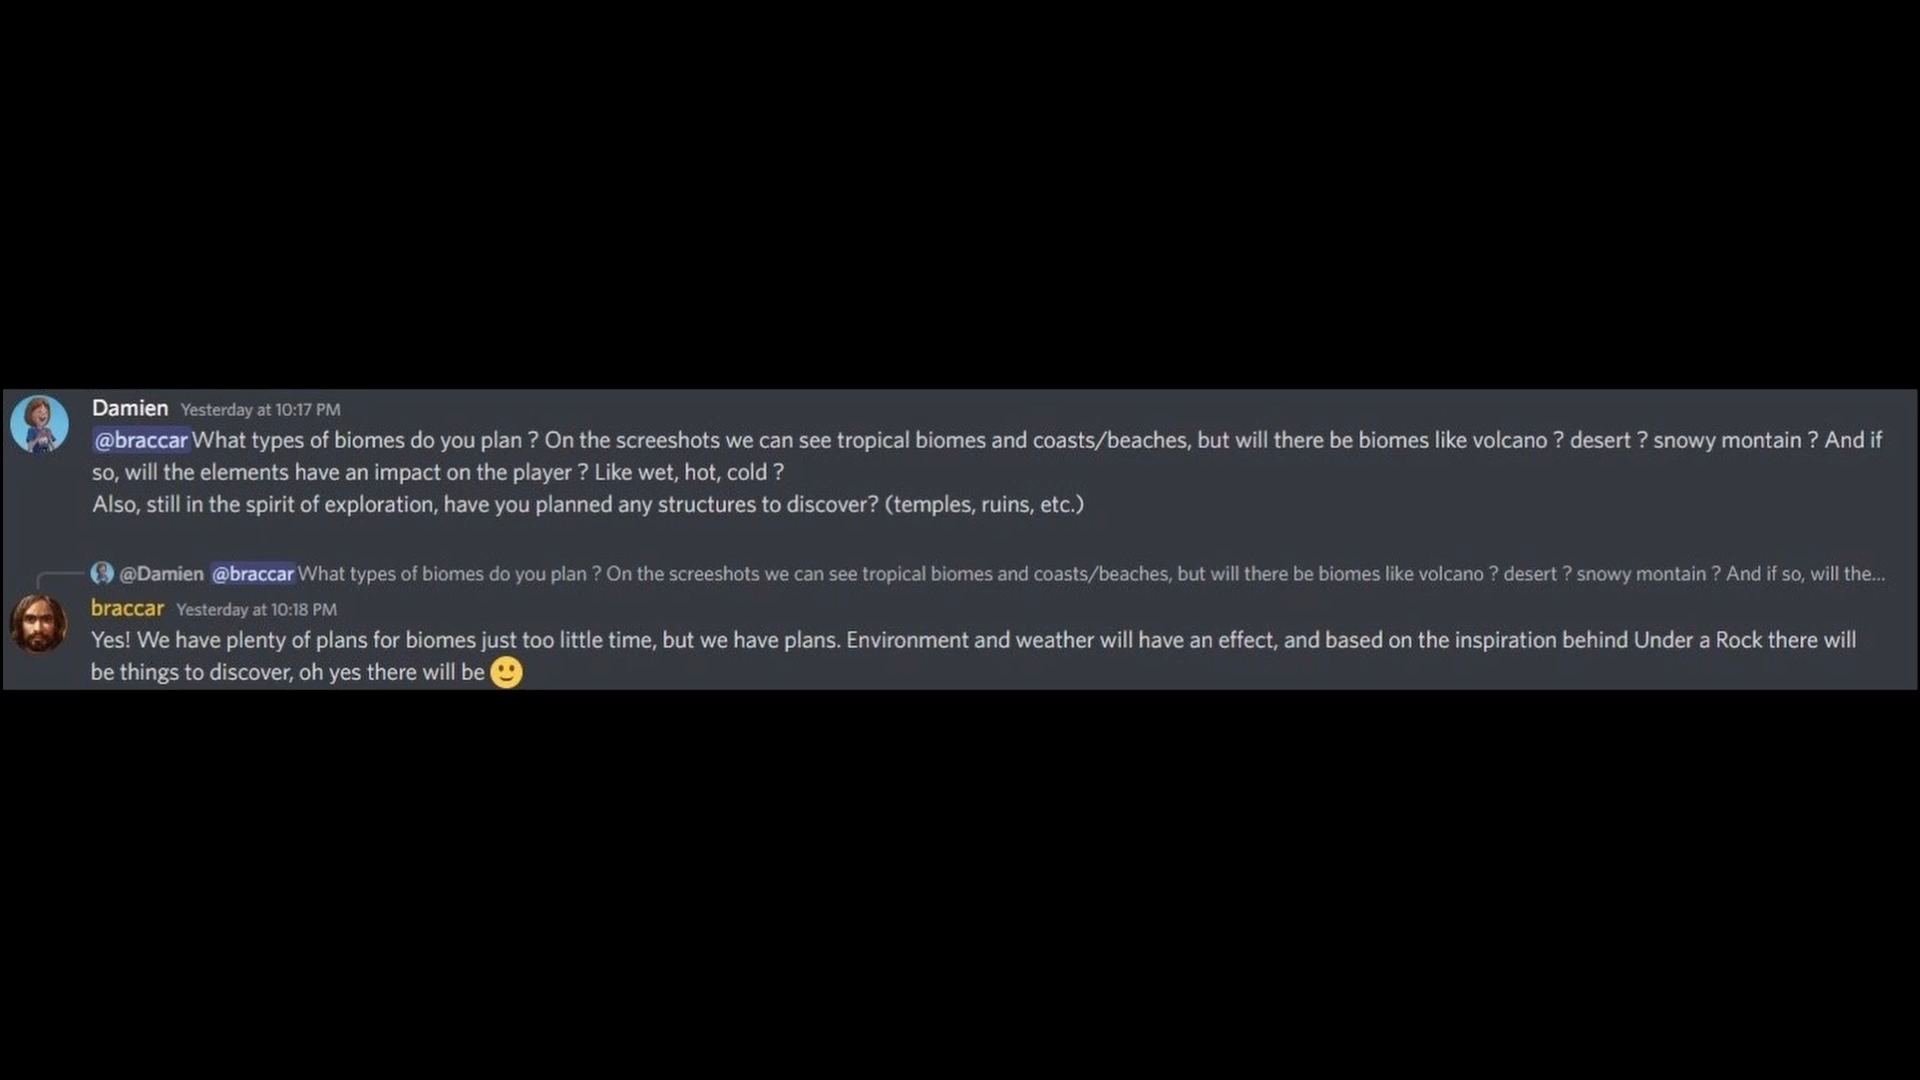 Damien Yesterday at 10:17 PM
@braccar What types of biomes do you plan ? On the screeshots we can see tropical biomes and coasts/beaches, but will there be biomes like volcano ? desert ? snowy montain ? And if
so, will the elements have an impact on the player ? Like wet, hot, cold ?
Also, still in the spirit of exploration, have you planned any structures to discover? (temples, ruins, etc.)
@Damien @braccar What types of biomes do you plan ? On the screeshots we can see tropical biomes and coasts/beaches, but will there be biomes like volcano ? desert ? snowy montain ? And if so, will the...
braccar Yesterday at 10:18 PM
Yes! We have plenty of plans for biomes just too little time, but we have plans. Environment and weather will have an effect, and based on the inspiration behind Under a Rock there will
be things to discover, oh yes there will be 🙂